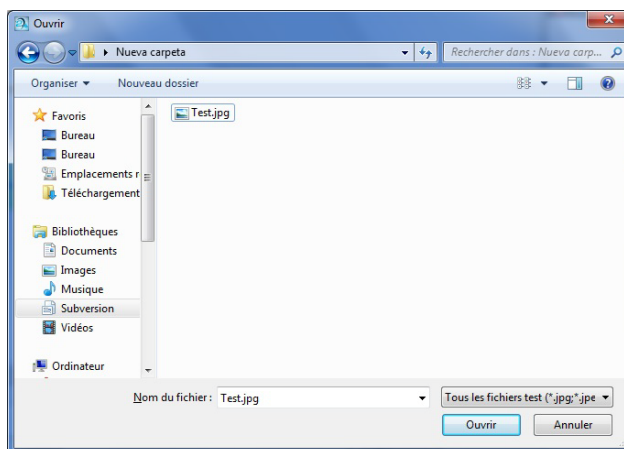 Ouvrir
Nueva carpeta
Rechercher dans : Nueva carp...
Organiser
Nouveau dossier
Favoris
Bureau
Bureau
Emplacements r
Téléchargement
Bibliothèques
Documents
Images
Musique
Subversion
Vidéos
Ordinateur
Test.jpg
Nom du fichier : Test.jpg
Tous les fichiers test (*.jpg;*.jpe
Ouvrir
Annuler